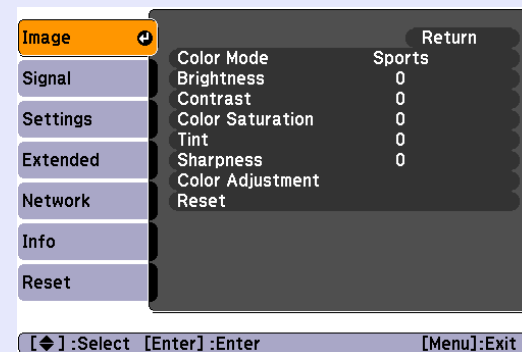 Image
Signal
Settings
Extended
Network
Info
Reset
Return
Color Mode Sports
Brightness 0
Contrast 0
Color Saturation 0
Tint 0
Sharpness 0
Color Adjustment
Reset
[◆] :Select [Enter] :Enter [Menu]:Exit